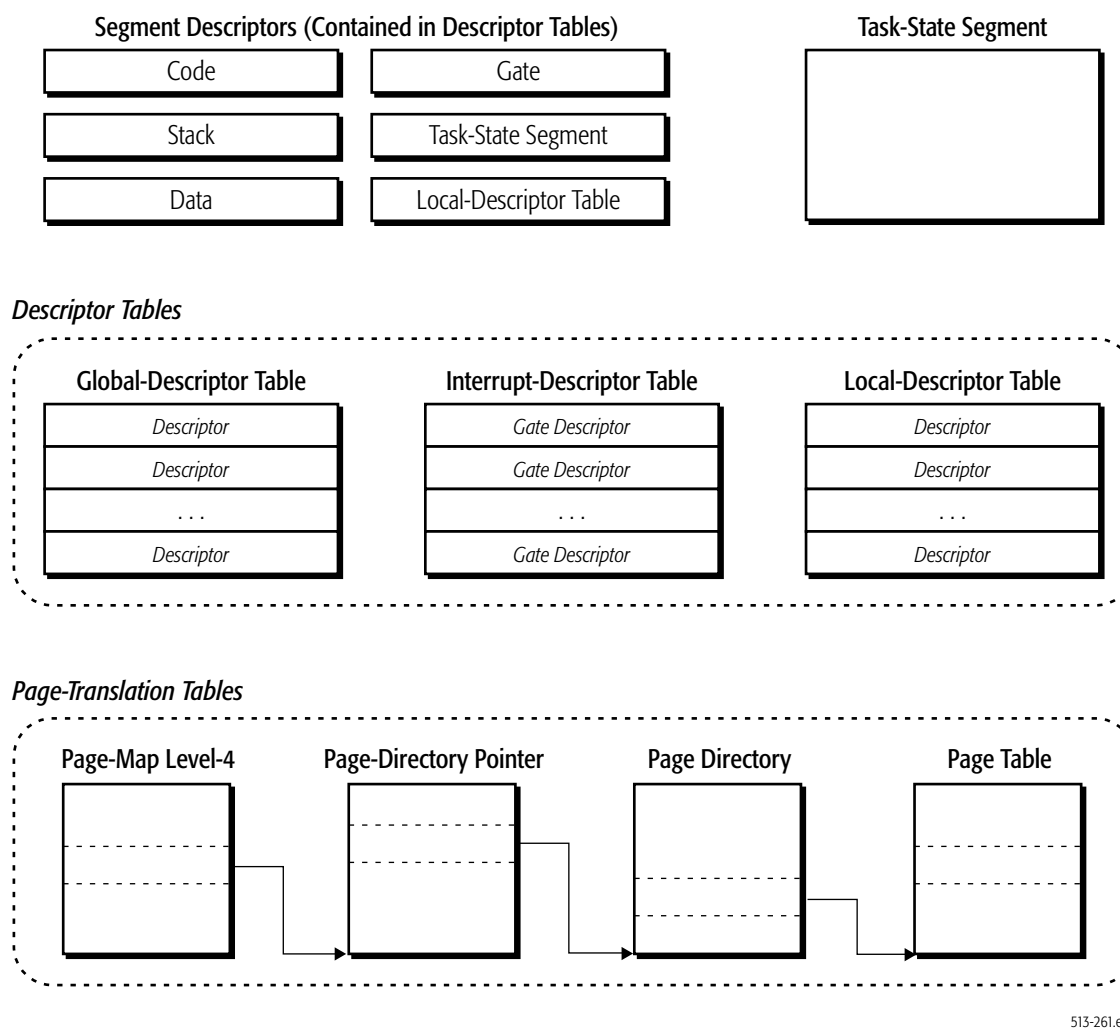 Segment Descriptors (Contained in Descriptor Tables)
Task-State Segment
Code
Gate
Stack
Task-State Segment
Data
Local-Descriptor Table
Descriptor Tables
Global-Descriptor Table
Interrupt-Descriptor Table
Local-Descriptor Table
Descriptor
Gate Descriptor
Descriptor
Descriptor
Gate Descriptor
Descriptor
. . .
. . .
. . .
Descriptor
Gate Descriptor
Descriptor
Page-Translation Tables
Page-Map Level-4
Page-Directory Pointer
Page Directory
Page Table
513-261.e